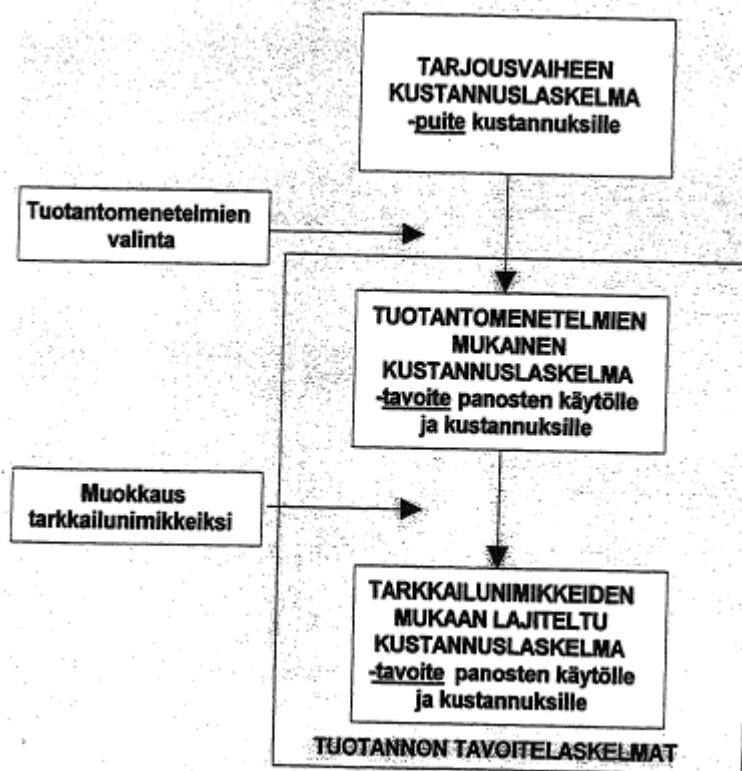 TARJOUSVAIHEEN
KUSTANNUSLASKELMA
-puite kustannuksille
Tuotantomenetelmien
valinta
TUOTANTOMENETELMIEN
MUKAINEN
KUSTANNUSLASKELMA
-tavoite panosten käytölle
ja kustannuksille
Muokkaus
tarkkailunimikkeiksi
TARKKAILUNIMIKKEIDEN
MUKAAN LAJITELTU
KUSTANNUSLASKELMA
-tavoite panosten käytölle
ja kustannuksille
TUOTANNON TAVOITELASKELMAT